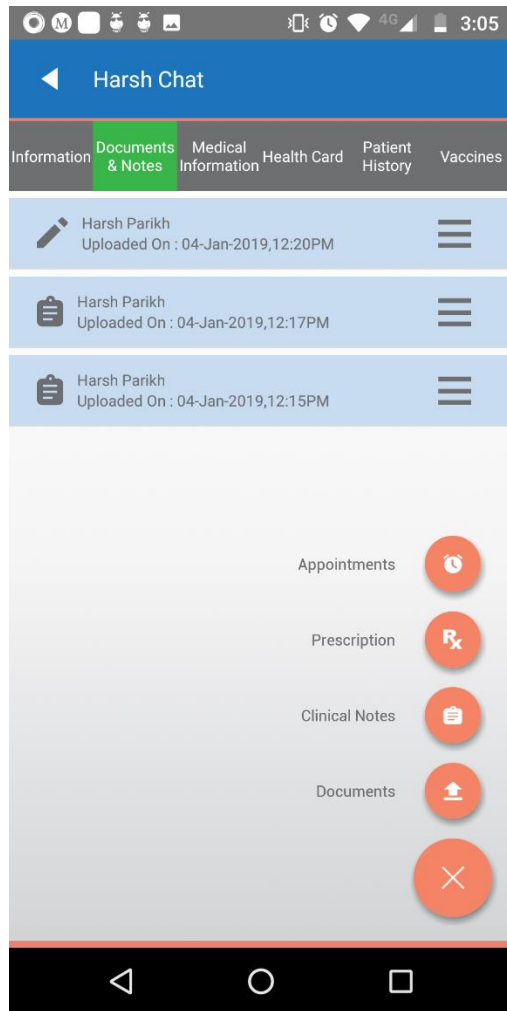 M
4G
3:05
Harsh Chat
Information
Documents
& Notes
Medical
Information
Health Card
Patient
History
Vaccines
Harsh Parikh
Uploaded On : 04-Jan-2019,12:20PM
Harsh Parikh
Uploaded On : 04-Jan-2019,12:17PM
Harsh Parikh
Uploaded On : 04-Jan-2019,12:15PM
Appointments
Prescription
Rx
Clinical Notes
Documents